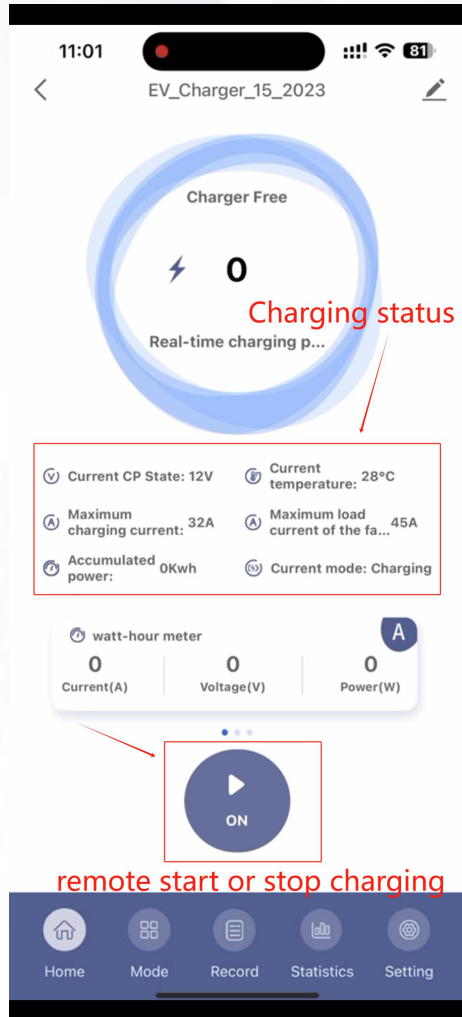 11:01
81
EV_Charger_15_2023
Charger Free
0
Charging status
Real-time charging p...
Current CP State: 12V
Current temperature: 28°C
Maximum charging current: 32A
Maximum load current of the fa... 45A
Accumulated power: 0Kwh
Current mode: Charging
watt-hour meter
A
0
0
0
Current(A)
Voltage(V)
Power(W)
ON
remote start or stop charging
Home
Mode
Record
Statistics
Setting